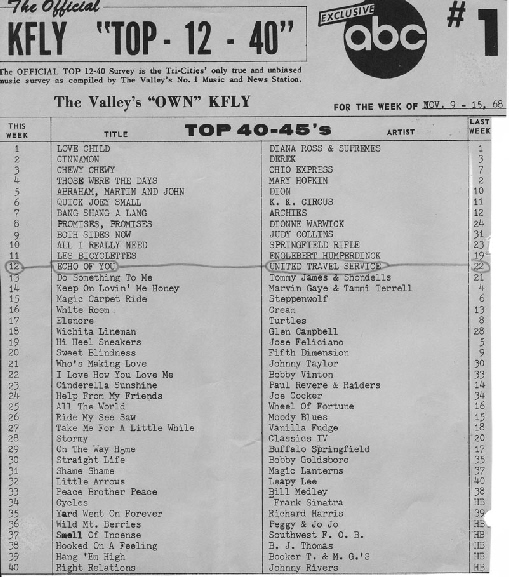 The Official
KFLY "TOP - 12 - 40"
EXCLUSIVE
abc
# 1
The OFFICIAL TOP 12-40 Survey is the Tri-Cities' only true and unbiased
music survey as compiled by The Valley's No. 1 Music and News Station.
The Valley's "OWN" KFLY
FOR THE WEEK OF NOV. 9 - 15, 68
THIS WEEK TITLE TOP 40-45's ARTIST LAST WEEK
1 LOVE CHILD DIANA ROSS & SUPREMES 1
2 CINNAMON DEREK 3
3 CHEWY CHEWY OHIO EXPRESS 7
4 THOSE WERE THE DAYS MARY HOPKIN 2
5 ABRAHAM, MARTIN AND JOHN DION 10
6 QUICK JOEY SMALL K. K. CIRCUS 11
7 BANG SHANG A LANG ARCHIES 12
8 PROMISES, PROMISES DIONNE WARWICK 24
9 BOTH SIDES NOW JUDY COLLINS 31
10 ALL I REALLY NEED SPRINGFIELD RIFLE 23
11 LES BICYCLETTES ENGLEBERT HUMPERDINCK 19
12 ECHO OF YOU UNITED TRAVEL SERVICE 22
13 Do Something To Me Tommy James & Shondells 21
14 Keep On Lovin' Me Honey Marvin Gaye & Tammi Terrell 4
15 Magic Carpet Ride Steppenwolf 6
16 White Room Cream 13
17 Elenore Turtles 8
18 Wichita Lineman Glen Campbell 28
19 Hi Heel Sneakers Jose Feliciano 5
20 Sweet Blindness Fifth Dimension 9
21 Who's Making Love Johnny Taylor 30
22 I Love How You Love Me Bobby Vinton 33
23 Cinderella Sunshine Paul Revere & Raiders 14
24 Help From My Friends Joe Cocker 34
25 All The World Wheel Of Fortune 16
26 Ride My See Saw Moody Blues 15
27 Take Me For A Little While Vanilla Fudge 18
28 Stormy Classics IV 20
29 On The Way Home Buffalo Springfield 17
30 Straight Life Bobby Goldsboro 35
31 Shame Shame Magic Lanterns 37
32 Little Arrows Leapy Lee 40
33 Peace Brother Peace Bill Medley 38
34 Cycles Frank Sinatra HB
35 Yard Went On Forever Richard Harris 39
36 Wild Mt. Berries Peggy & Jo Jo HB
37 Smell Of Incense Southwest F. O. B. HB
38 Hooked On A Feeling B. J. Thomas HB
39 Hang 'Em High Booker T. & M. G.'S HB
40 Right Relations Johnny Rivers HB